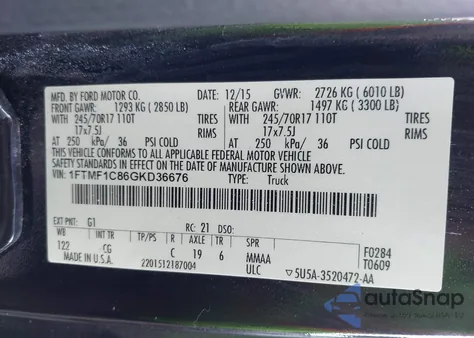 MFD. BY FORD MOTOR CO. 12/15 GVWR: 2726 KG ( 6010 LB)
FRONT GAWR: 1293 KG ( 2850 LB) REAR GAWR: 1497 KG ( 3300 LB)
WITH 245/70R17 110T TIRES WITH 245/70R17 110T TIRES
17x7.5J RIMS 17x7.5J RIMS
AT 250 kPa/ 36 PSI COLD AT 250 kPa/ 36 PSI COLD
THIS VEHICLE CONFORMS TO ALL APPLICABLE FEDERAL MOTOR VEHICLE
SAFETY STANDARDS IN EFFECT ON THE DATE OF MANUFACTURE SHOWN ABOVE.
VIN: 1FTMF1C86GKD36676 TYPE: Truck
EXT PNT: G1 RC: 21 DSO:
WB INT TR TP/PS R AXLE TR SPR F0284
122 CG C 19 6 MMAA T0609
MADE IN U.S.A. 2201512187004 ULC 5U5A-3520472-AA
autoSnap